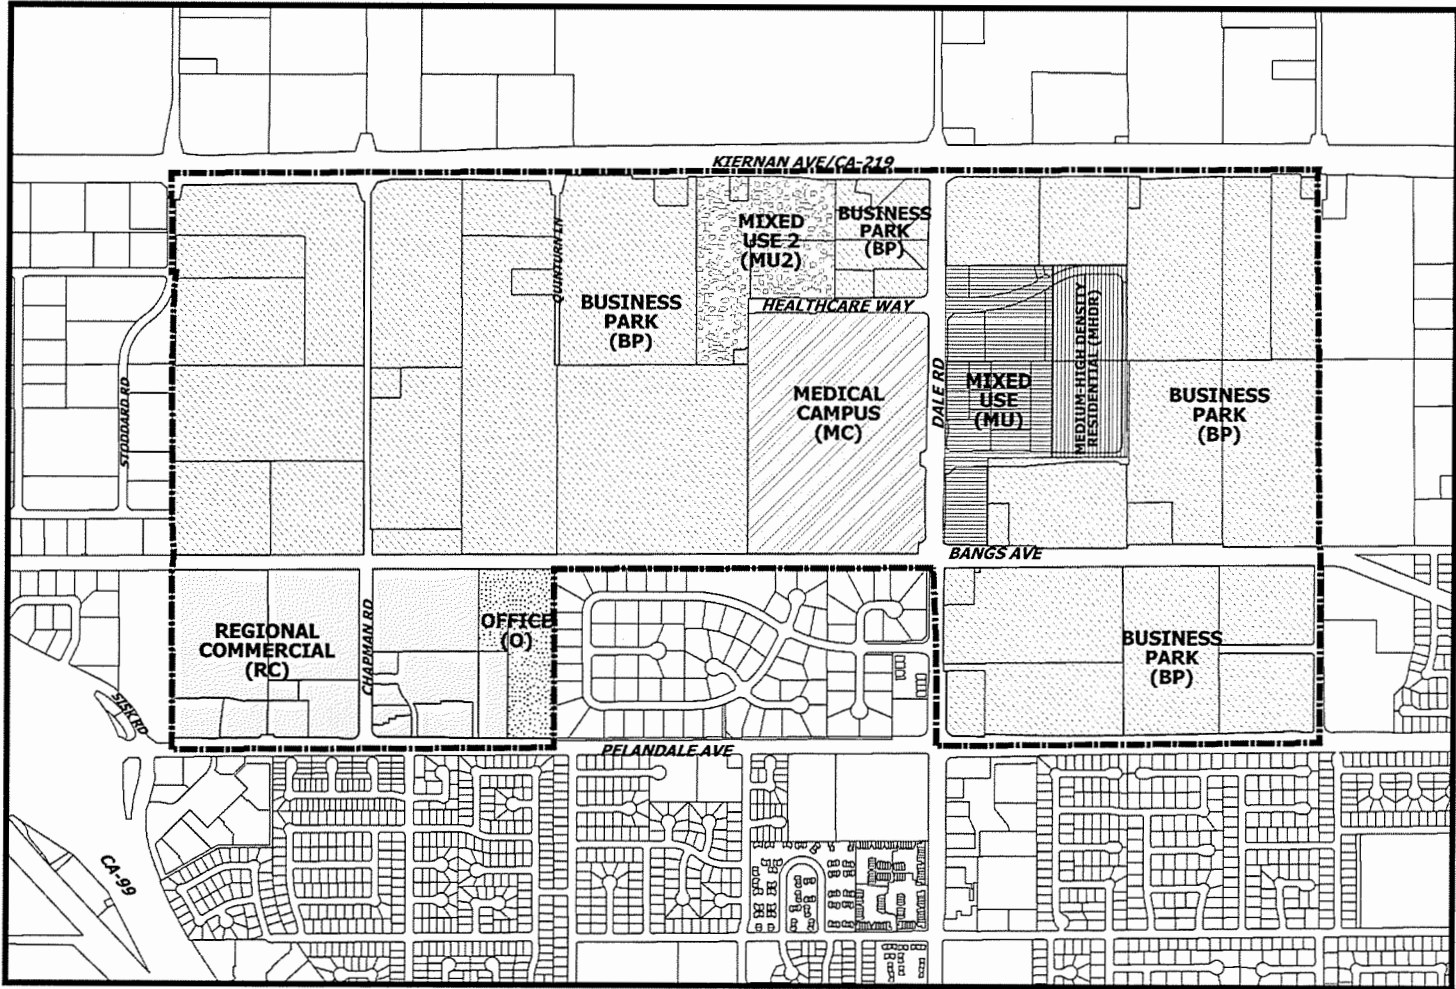 KIERNAN AVE/CA-219
MIXED
USE 2
(MU2)
BUSINESS
PARK
(BP)
QUINTURN LN
BUSINESS
PARK
(BP)
HEALTHCARE WAY
STODDARD RD
MEDICAL
CAMPUS
(MC)
DALE RD
MIXED
USE
(MU)
MEDIUM-HIGH DENSITY
RESIDENTIAL (MHDR)
BUSINESS
PARK
(BP)
BANGS AVE
REGIONAL
COMMERCIAL
(RC)
CHAPMAN RD
OFFICE
(O)
BUSINESS
PARK
(BP)
SISK RD
PELANDALE AVE
CA-99